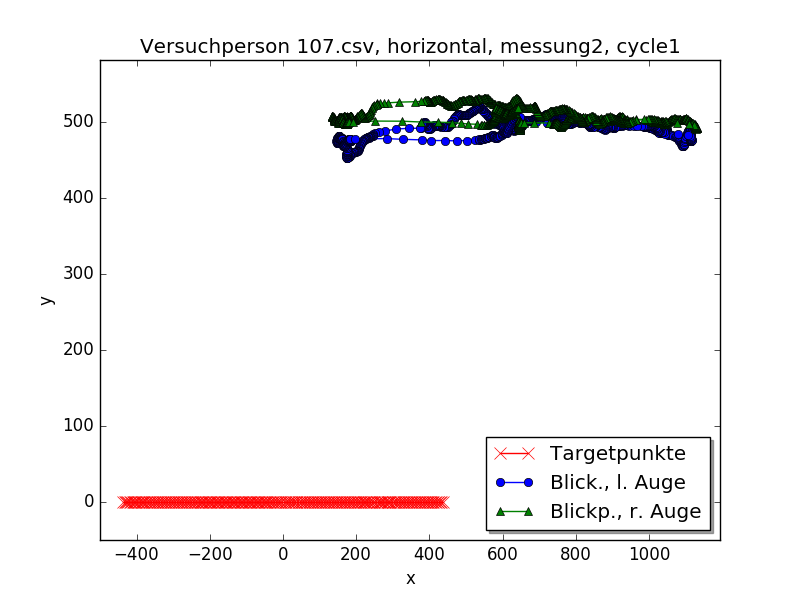 Versuchperson 107.csv, horizontal, messung2, cycle1
y
500
400
300
200
100
0
−400
−200
0
200
400
600
800
1000
x
Targetpunkte
Blick., l. Auge
Blickp., r. Auge